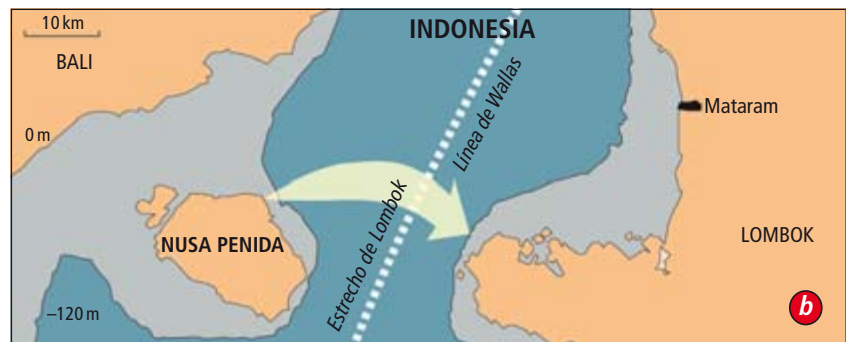 10 km
INDONESIA
BALI
Línea de Wallas
Mataram
0 m
Estrecho de Lombok
NUSA PENIDA
LOMBOK
–120 m
b